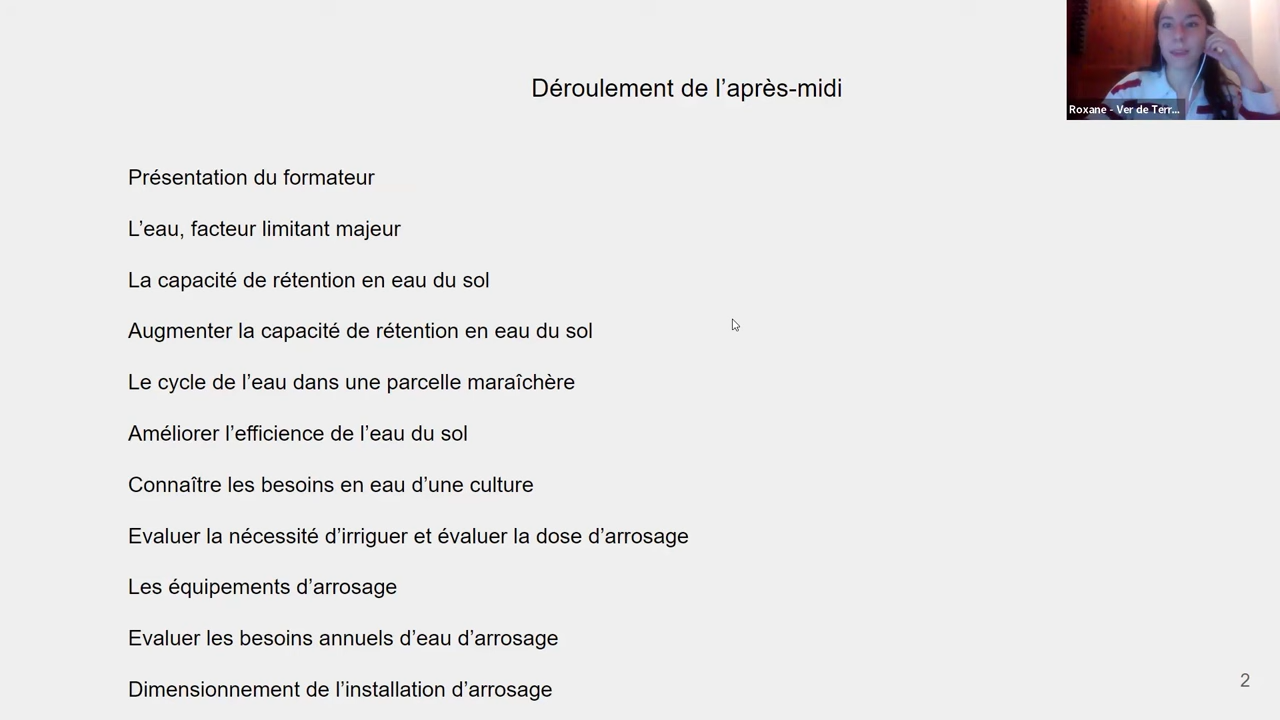 Déroulement de l'après-midi
Roxane - Ver de Terr...
Présentation du formateur
L'eau, facteur limitant majeur
La capacité de rétention en eau du sol
Augmenter la capacité de rétention en eau du sol
Le cycle de l'eau dans une parcelle maraîchère
Améliorer l'efficience de l'eau du sol
Connaître les besoins en eau d'une culture
Evaluer la nécessité d'irriguer et évaluer la dose d'arrosage
Les équipements d'arrosage
Evaluer les besoins annuels d'eau d'arrosage
Dimensionnement de l'installation d'arrosage
2